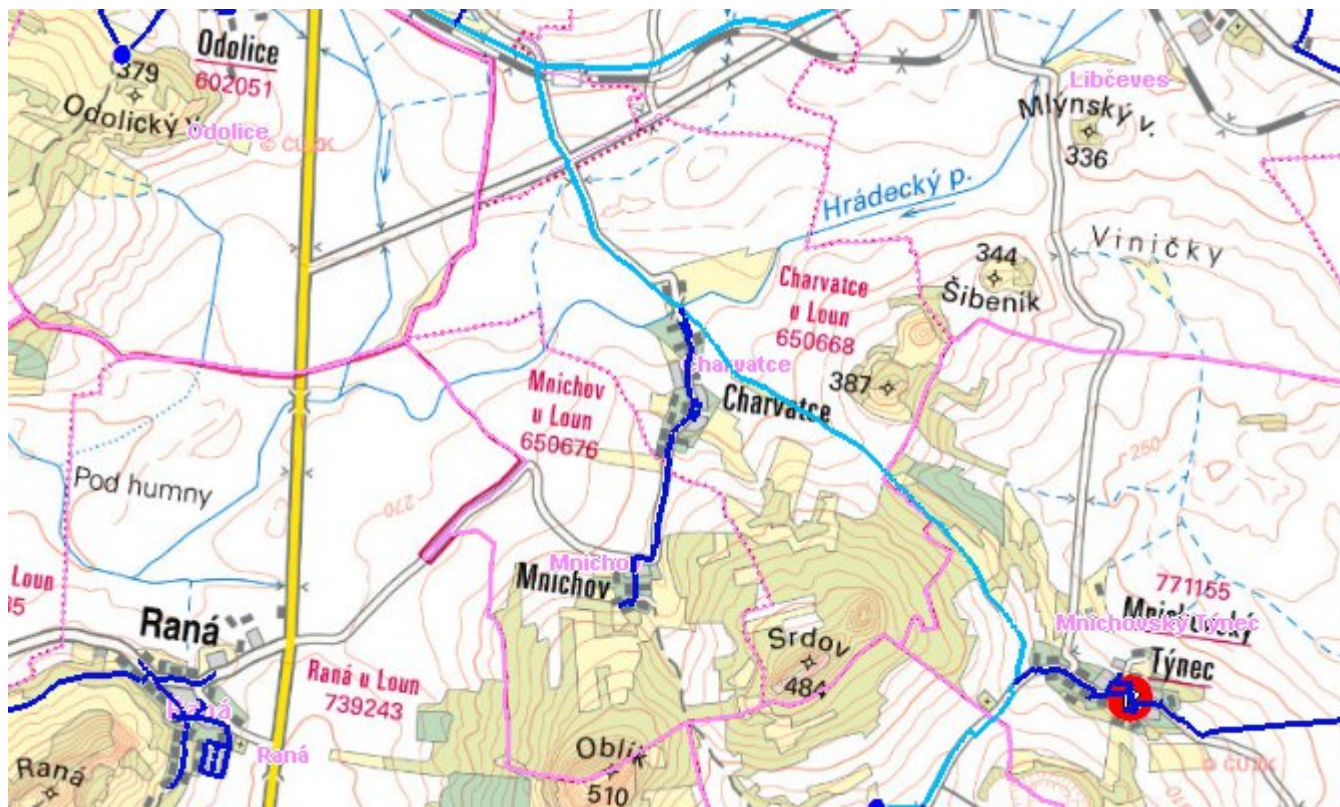 Odolice
602051
379
Odolický v.
Odolice
© ČÚZK
Libčeves
Mlýnský v.
336
Hrádecký p.
Viničky
344
Šibeník
Charvatce
u Loun
650668
Charvatce
387
Charvatce
Mnichov
u Loun
650676
250
Pod humny
270
Loun
Mnichov
Mnichov
771155
Mnichovský
Týnec
Mnichovský Týnec
Raná
Raná u Loun
739243
Srdov
484
Raná
Raná
Raná
Oblík
510
© ČÚZK